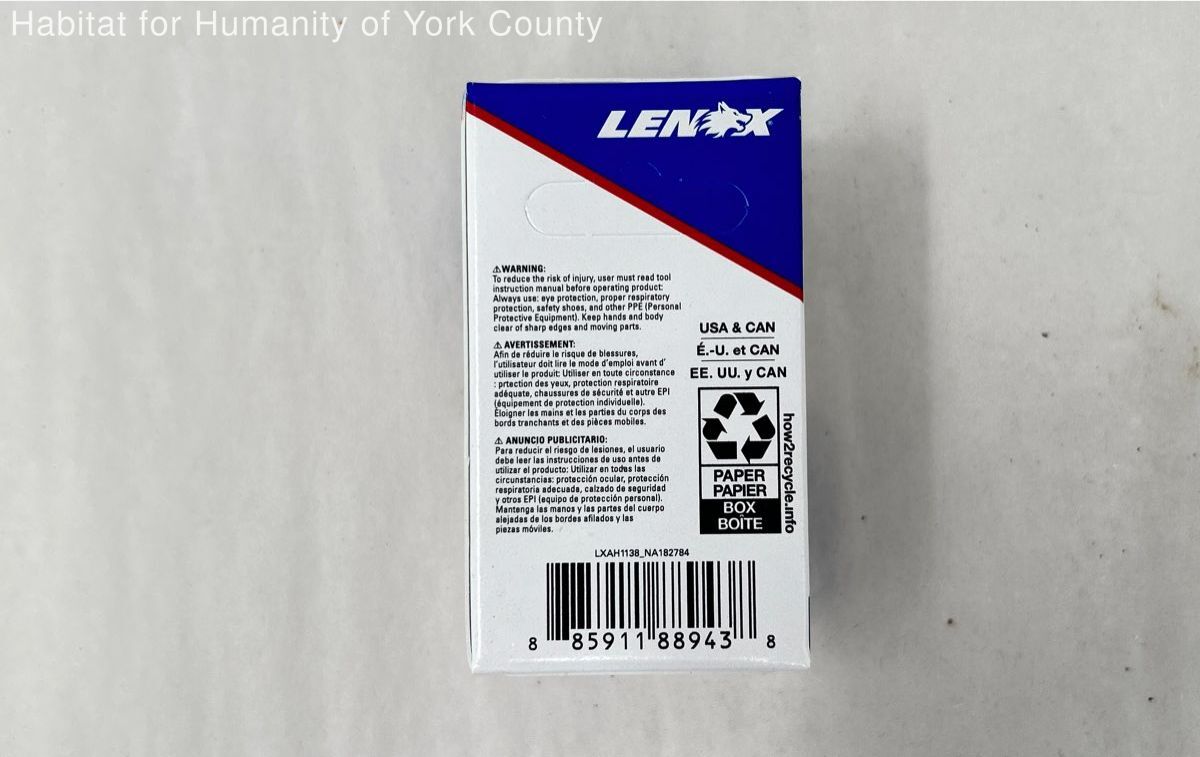 Habitat for Humanity of York County
LENOX
⚠WARNING:
To reduce the risk of injury, user must read tool
instruction manual before operating product:
Always use: eye protection, proper respiratory
protection, safety shoes, and other PPE (Personal
Protective Equipment). Keep hands and body
clear of sharp edges and moving parts.
⚠ AVERTISSEMENT:
Afin de réduire le risque de blessures,
l'utilisateur doit lire le mode d'emploi avant d'
utiliser le produit: Utiliser en toute circonstance
: prtection des yeux, protection respiratoire
adéquate, chaussures de sécurité et autre EPI
(équipement de protection individuelle).
Éloigner les mains et les parties du corps des
bords tranchants et des pièces mobiles.
⚠ ANUNCIO PUBLICITARIO:
Para reducir el riesgo de lesiones, el usuario
debe leer las instrucciones de uso antes de
utilizar el producto: Utilizar en todas las
circunstancias: protección ocular, protección
respiratoria adecuada, calzado de seguridad
y otros EPI (equipo de protección personal).
Mantenga las manos y las partes del cuerpo
alejadas de los bordes afilados y las
piezas móviles.
USA & CAN
É.-U. et CAN
EE. UU. y CAN
PAPER
PAPIER
BOX
BOÎTE
how2recycle.info
LXAH1138_NA182784
8 85911 88943 8